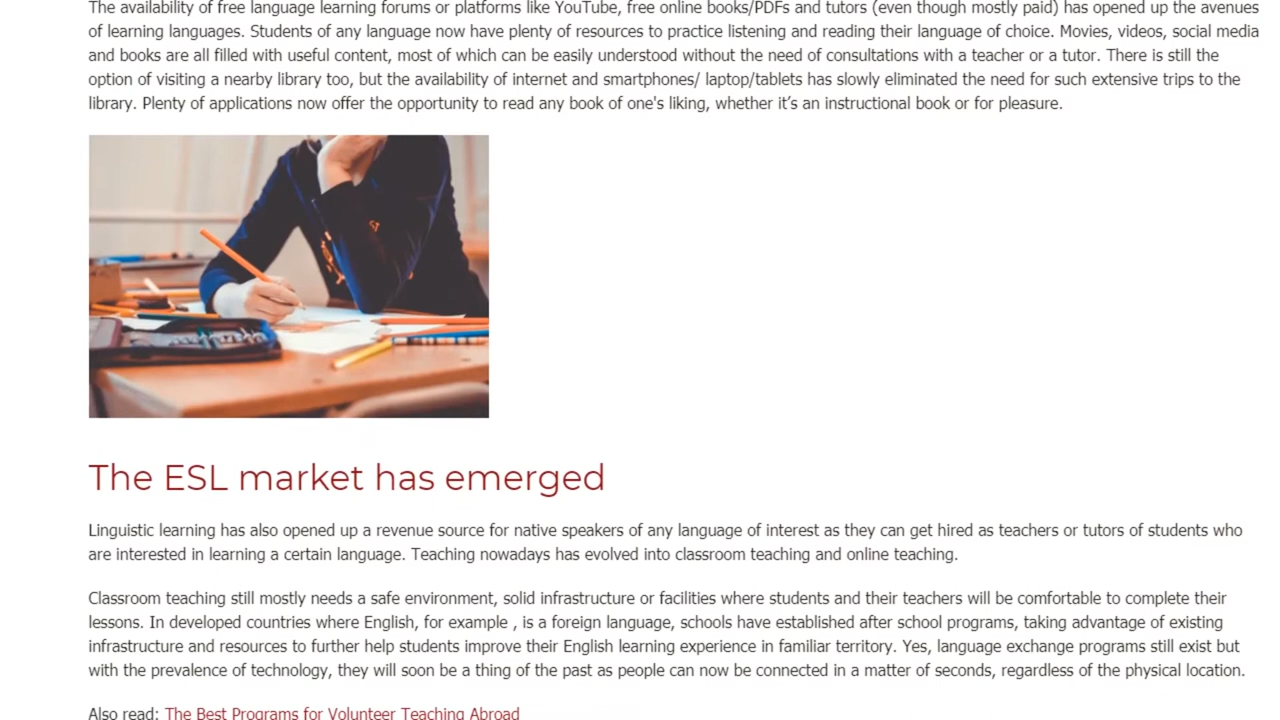 The availability of free language learning forums or platforms like YouTube, free online books/PDFs and tutors (even though mostly paid) has opened up the avenues
of learning languages. Students of any language now have plenty of resources to practice listening and reading their language of choice. Movies, videos, social media
and books are all filled with useful content, most of which can be easily understood without the need of consultations with a teacher or a tutor. There is still the
option of visiting a nearby library too, but the availability of internet and smartphones/ laptop/tablets has slowly eliminated the need for such extensive trips to the
library. Plenty of applications now offer the opportunity to read any book of one's liking, whether it’s an instructional book or for pleasure.
The ESL market has emerged
Linguistic learning has also opened up a revenue source for native speakers of any language of interest as they can get hired as teachers or tutors of students who
are interested in learning a certain language. Teaching nowadays has evolved into classroom teaching and online teaching.
Classroom teaching still mostly needs a safe environment, solid infrastructure or facilities where students and their teachers will be comfortable to complete their
lessons. In developed countries where English, for example , is a foreign language, schools have established after school programs, taking advantage of existing
infrastructure and resources to further help students improve their English learning experience in familiar territory. Yes, language exchange programs still exist but
with the prevalence of technology, they will soon be a thing of the past as people can now be connected in a matter of seconds, regardless of the physical location.
Also read: The Best Programs for Volunteer Teaching Abroad